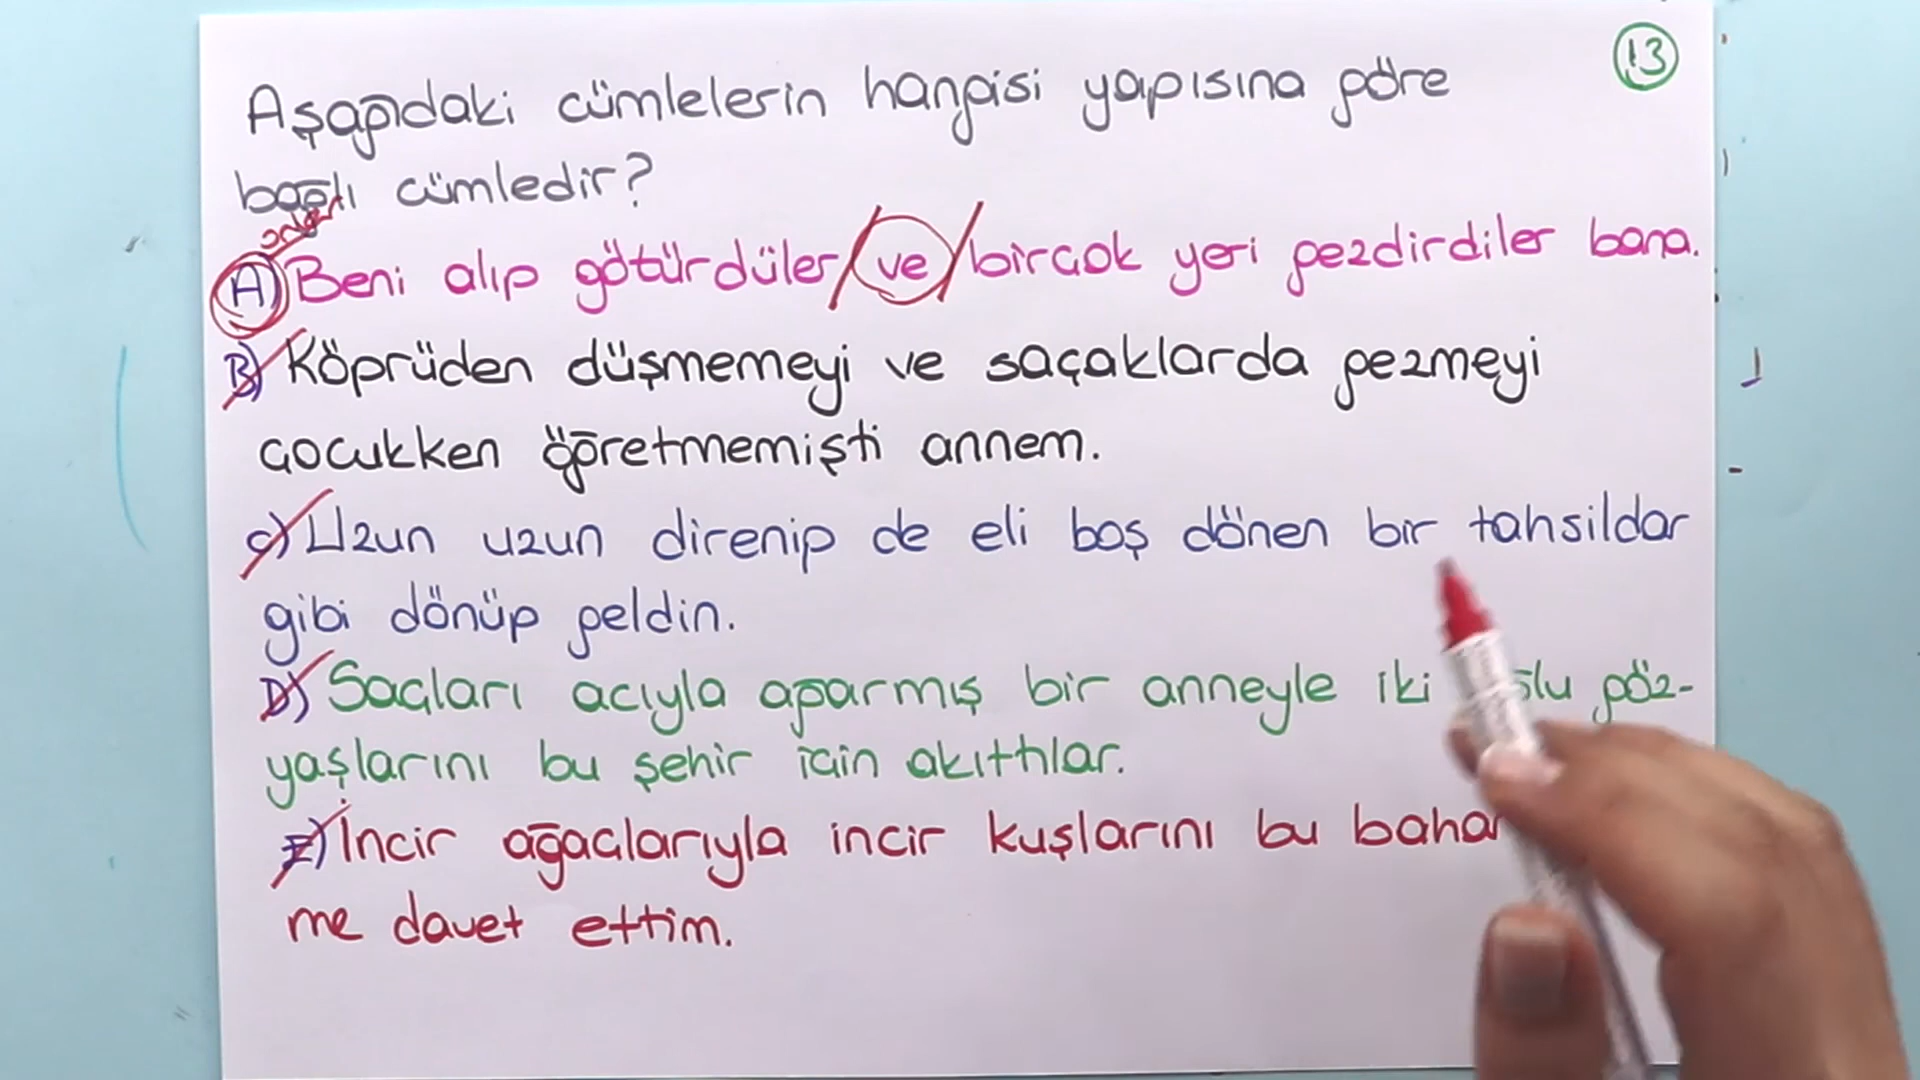 13
Aşağıdaki cümlelerin hangisi yapısına göre
bağlı cümledir?
onlar
A) Beni alıp götürdüler / ve / birçok yeri gezdirdiler bana.
B) Köprüden düşmemeyi ve saçaklarda gezmeyi
çocukken öğretmemişti annem.
C) Uzun uzun direnip de eli boş dönen bir tahsildar
gibi dönüp geldin.
D) Saçları acıyla ağarmış bir anneyle iki göz-
yaşlarını bu şehir için akıttılar.
E) İncir ağaçlarıyla incir kuşlarını bu
me davet ettim.